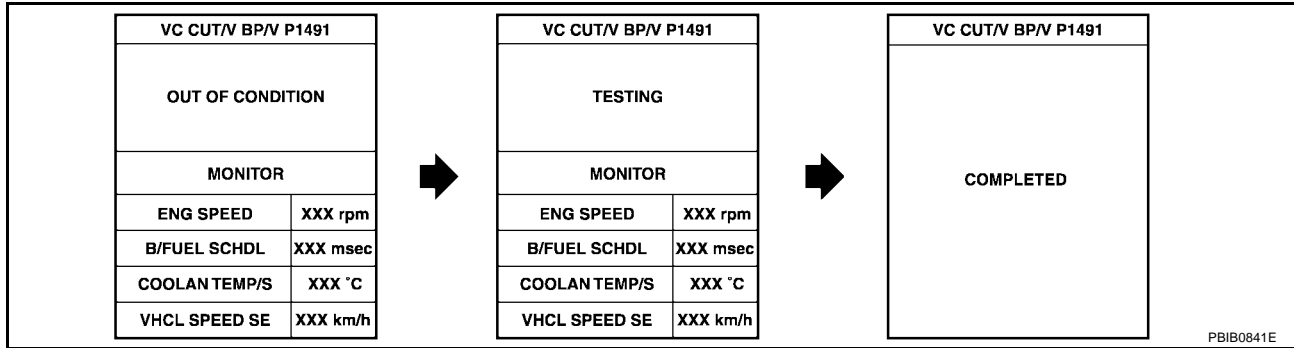 VC CUT/V BP/V P1491
OUT OF CONDITION
MONITOR
ENG SPEED XXX rpm
B/FUEL SCHDL XXX msec
COOLAN TEMP/S XXX °C
VHCL SPEED SE XXX km/h
VC CUT/V BP/V P1491
TESTING
MONITOR
ENG SPEED XXX rpm
B/FUEL SCHDL XXX msec
COOLAN TEMP/S XXX °C
VHCL SPEED SE XXX km/h
VC CUT/V BP/V P1491
COMPLETED
PBIB0841E